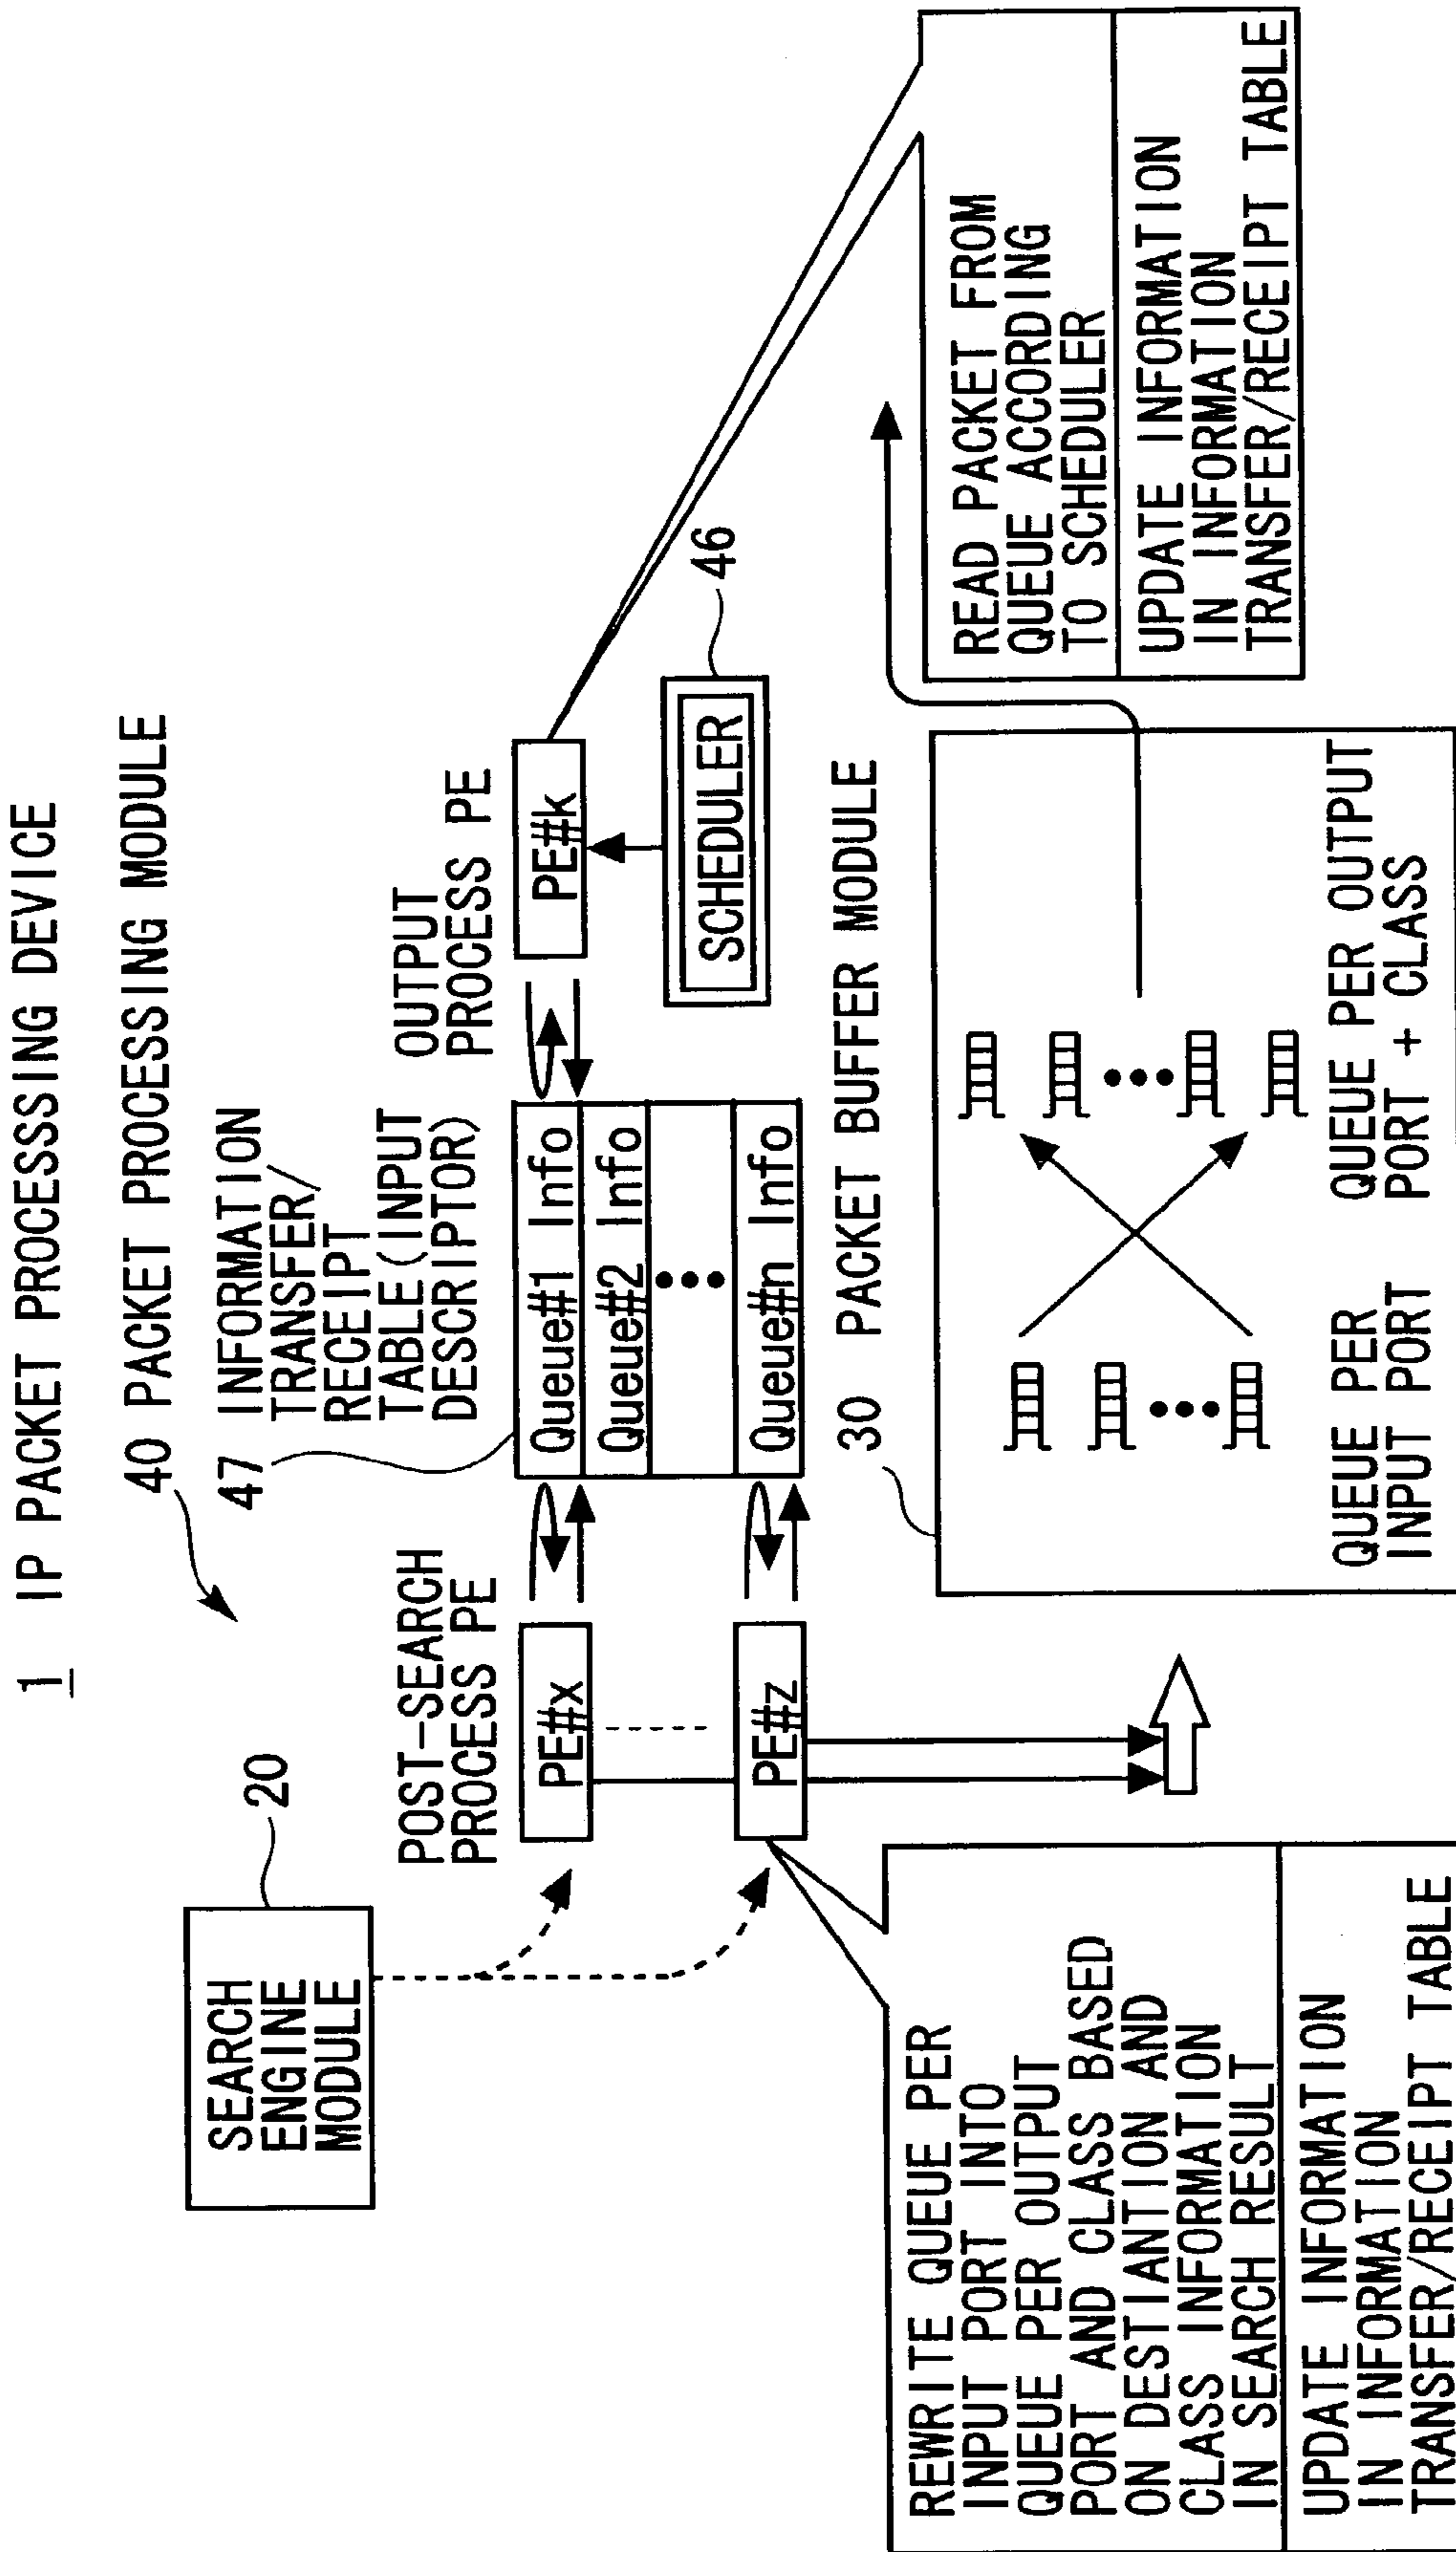 1 IP PACKET PROCESSSING DEVICE
40 PACKET PROCESSING MODULE
47 INFORMATION/
TRANSFER/
RECEIPT
TABLE(INPUT
DESCRIPTOR)
SEARCH
ENGINE
MODULE
20
POST-SEARCH
PROCESS PE
OUTPUT
PROCESS PE
PE#x
Queue#1 Info
Queue#2 Info
Queue#n Info
PE#k
PE#z
SCHEDULER
46
30 PACKET BUFFER MODULE
REWRITE QUEUE PER
INPUT PORT INTO
QUEUE PER OUTPUT
PORT AND CLASS BASED
ON DESTIANTION AND
CLASS INFORMATION
IN SEARCH RESULT
UPDATE INFORMATION
IN INFORMATION
TRANSFER/RECEIPT TABLE
QUEUE PER
INPUT PORT
QUEUE PER OUTPUT
PORT + CLASS
READ PACKET FROM
QUEUE ACCORDING
TO SCHEDULER
UPDATE INFORMATION
IN INFORMATION
TRANSFER/RECEIPT TABLE